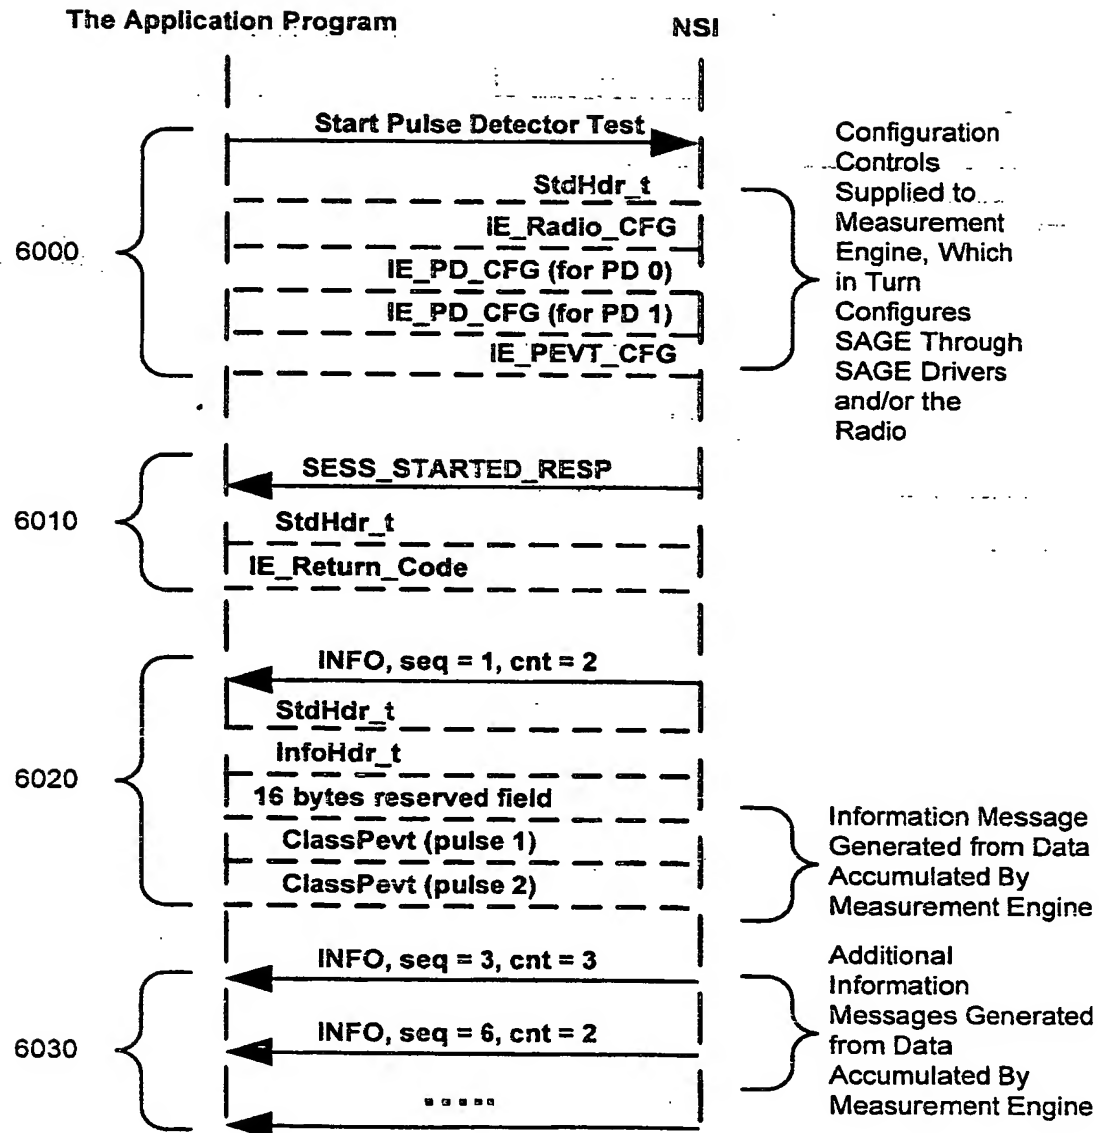 The Application Program
NSI
Start Pulse Detector Test
StdHdr_t
IE_Radio_CFG
IE_PD_CFG (for PD 0)
IE_PD_CFG (for PD 1)
IE_PEVT_CFG
6000
Configuration
Controls
Supplied to
Measurement
Engine, Which
in Turn
Configures
SAGE Through
SAGE Drivers
and/or the
Radio
SESS_STARTED_RESP
StdHdr_t
IE_Return_Code
6010
INFO, seq = 1, cnt = 2
StdHdr_t
InfoHdr_t
16 bytes reserved field
ClassPevt (pulse 1)
ClassPevt (pulse 2)
6020
Information Message
Generated from Data
Accumulated By
Measurement Engine
INFO, seq = 3, cnt = 3
INFO, seq = 6, cnt = 2
.....
6030
Additional
Information
Messages Generated
from Data
Accumulated By
Measurement Engine